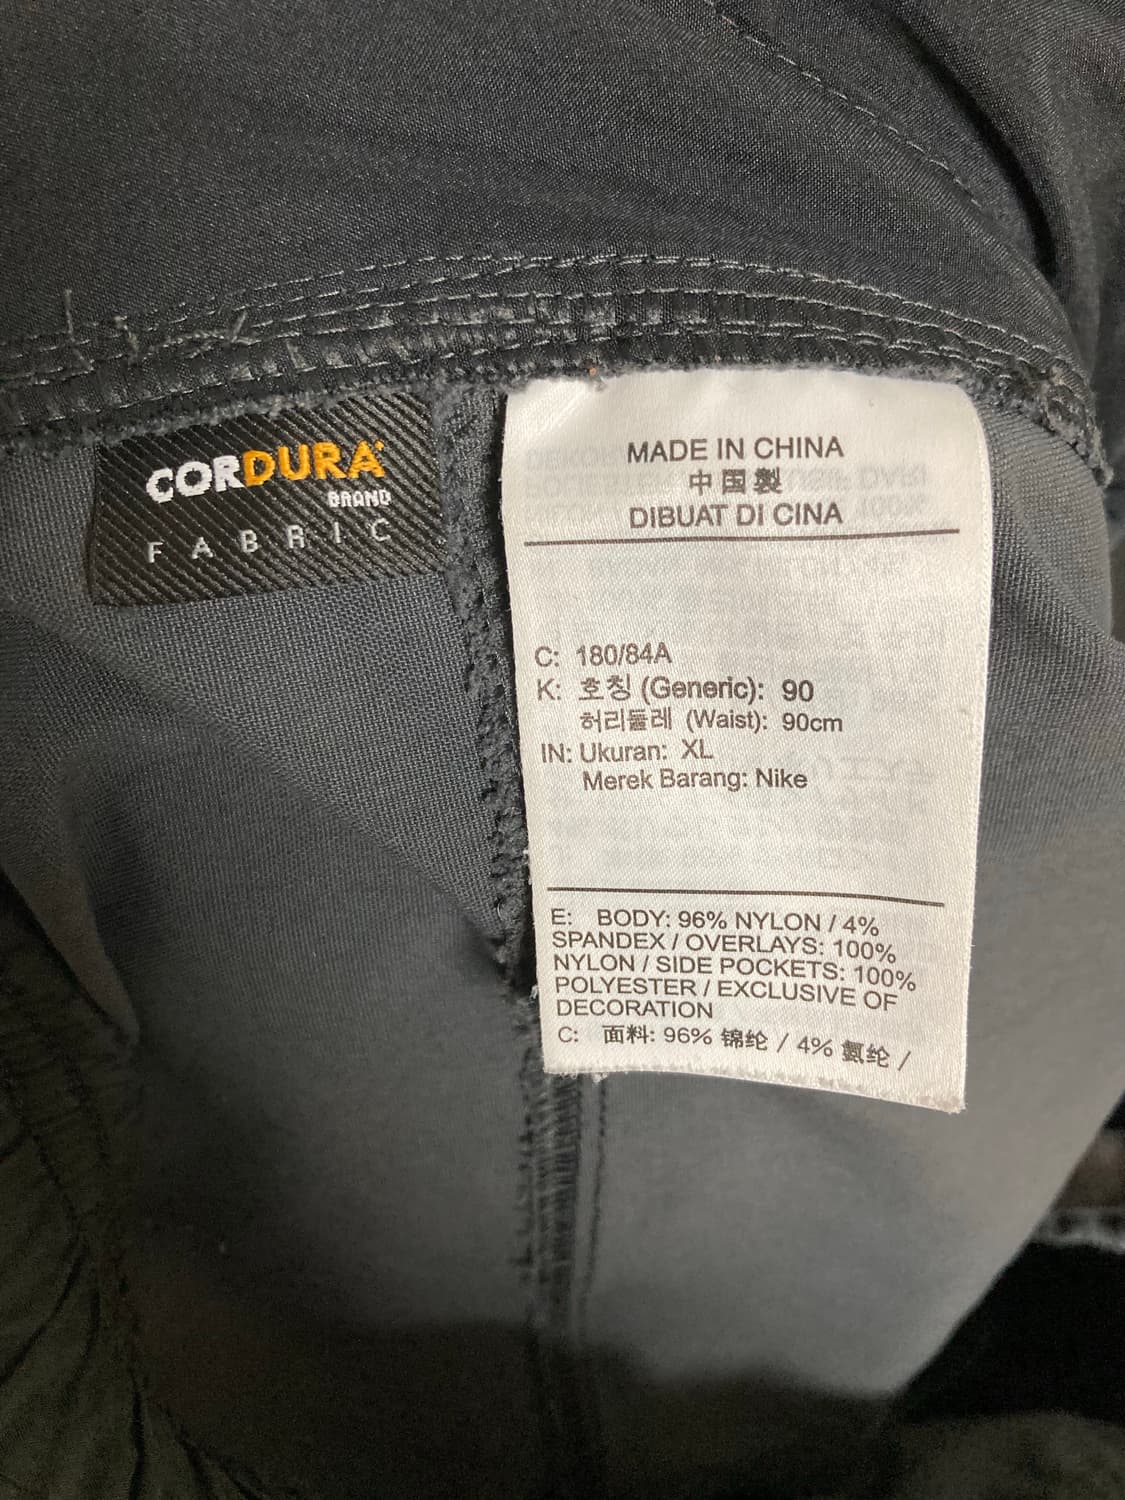 CORDURA
BRAND
FABRIC
MADE IN CHINA
中国製
DIBUAT DI CINA
C: 180/84A
K: 호칭 (Generic): 90
허리둘레 (Waist): 90cm
IN: Ukuran: XL
Merek Barang: Nike
E: BODY: 96% NYLON / 4%
SPANDEX / OVERLAYS: 100%
NYLON / SIDE POCKETS: 100%
POLYESTER / EXCLUSIVE OF
DECORATION
C: 面料: 96% 锦纶 / 4% 氨纶 /